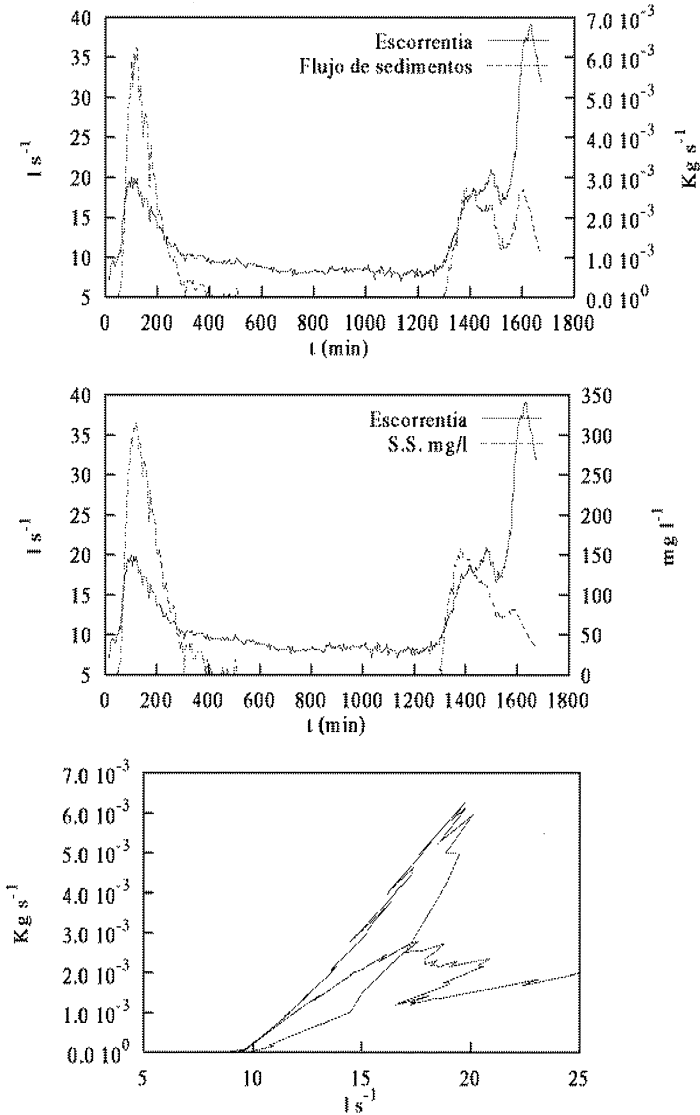 40
35
30
25
20
15
10
5
l s-1
7.0 10-3
6.0 10-3
5.0 10-3
4.0 10-3
3.0 10-3
2.0 10-3
1.0 10-3
0.0 100
Kg s-1
Escorrentia
Flujo de sedimentos
0 200 400 600 800 1000 1200 1400 1600 1800
t (min)
40
35
30
25
20
15
10
5
l s-1
350
300
250
200
150
100
50
0
mg l-1
Escorrentia
S.S. mg/l
0 200 400 600 800 1000 1200 1400 1600 1800
t (min)
7.0 10-3
6.0 10-3
5.0 10-3
4.0 10-3
3.0 10-3
2.0 10-3
1.0 10-3
0.0 100
Kg s-1
5 10 15 20 25
l s-1